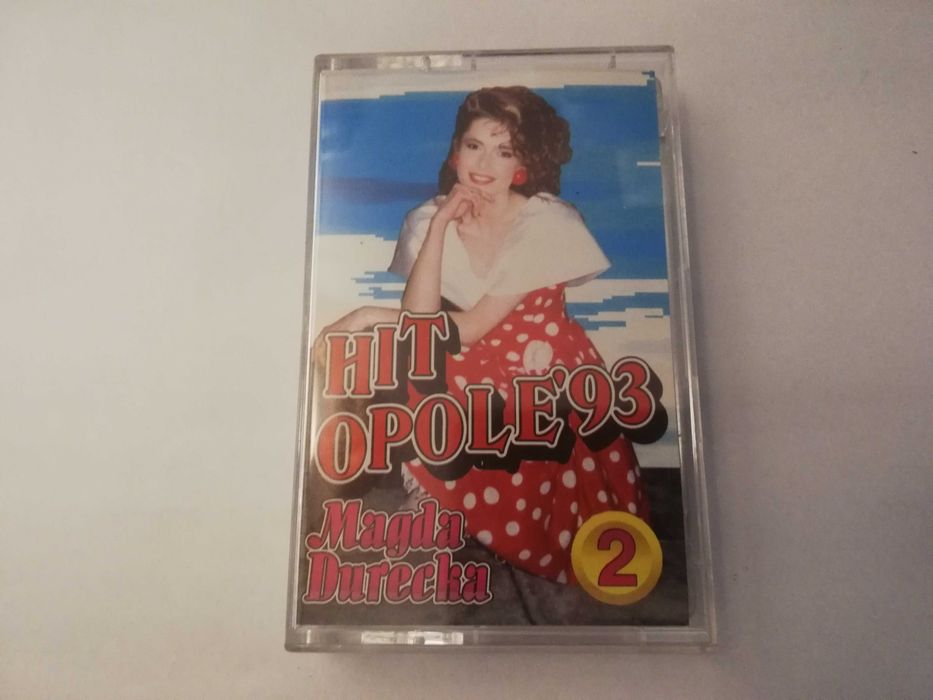 HIT
OPOLE'93
Magda
Durecka
2